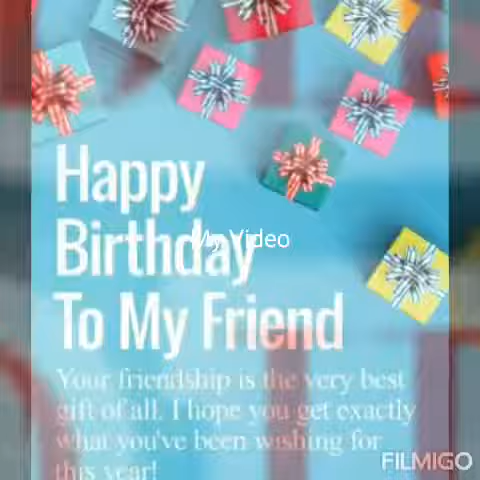 Happy
Birthday
My Video
To My Friend
Your friendship is the very best
gift of all. I hope you get exactly
what you've been wishing for
this year!
FILMIGO